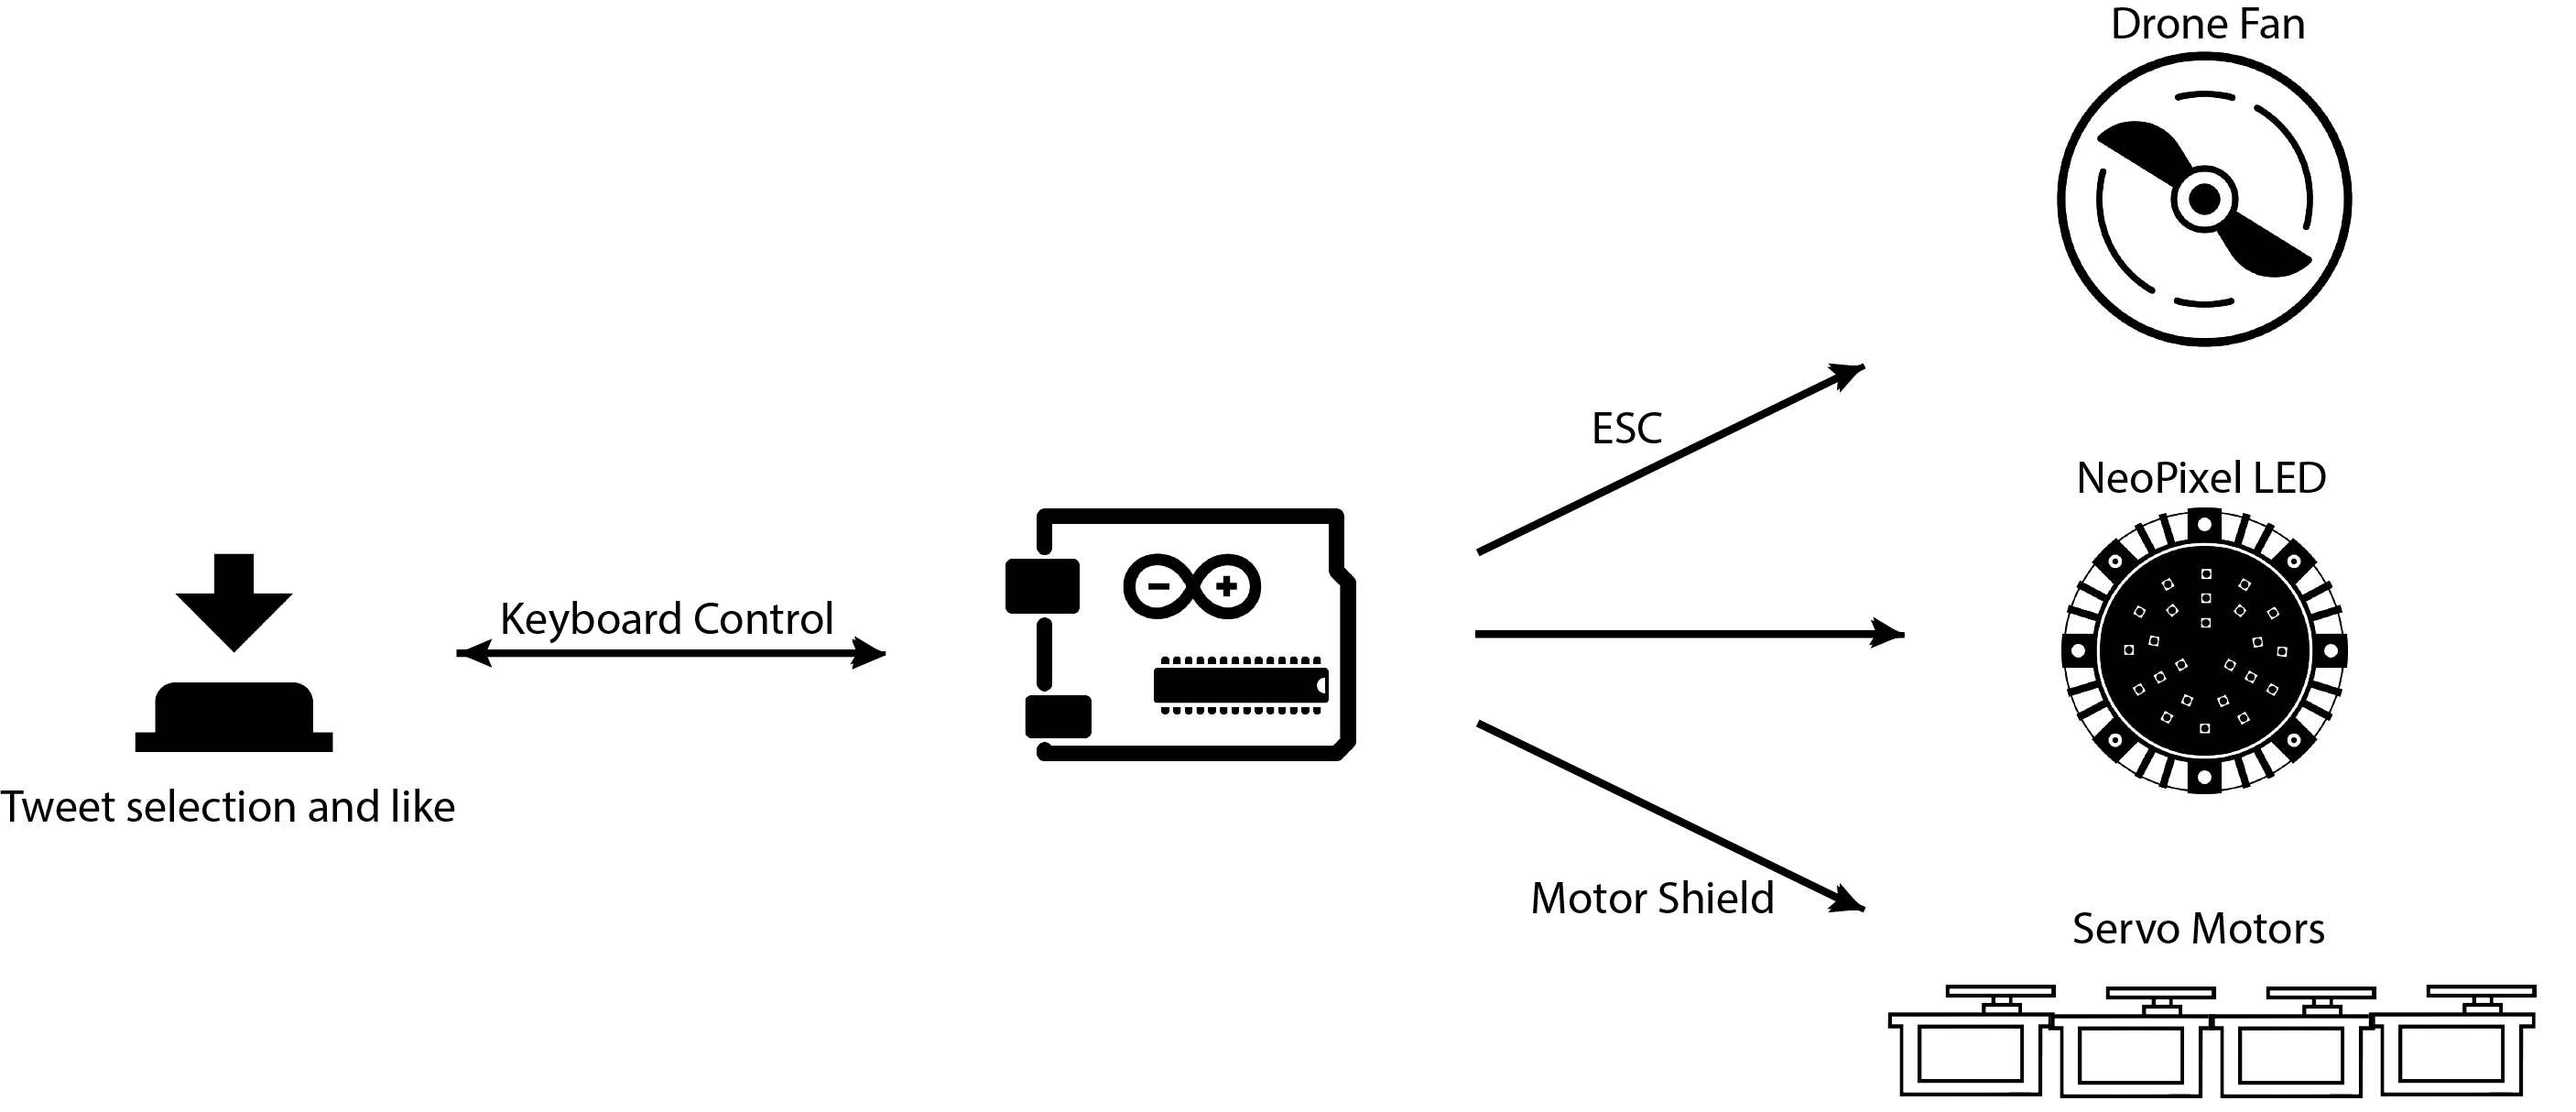 Drone Fan
ESC
NeoPixel LED
Keyboard Control
Tweet selection and like
Motor Shield
Servo Motors